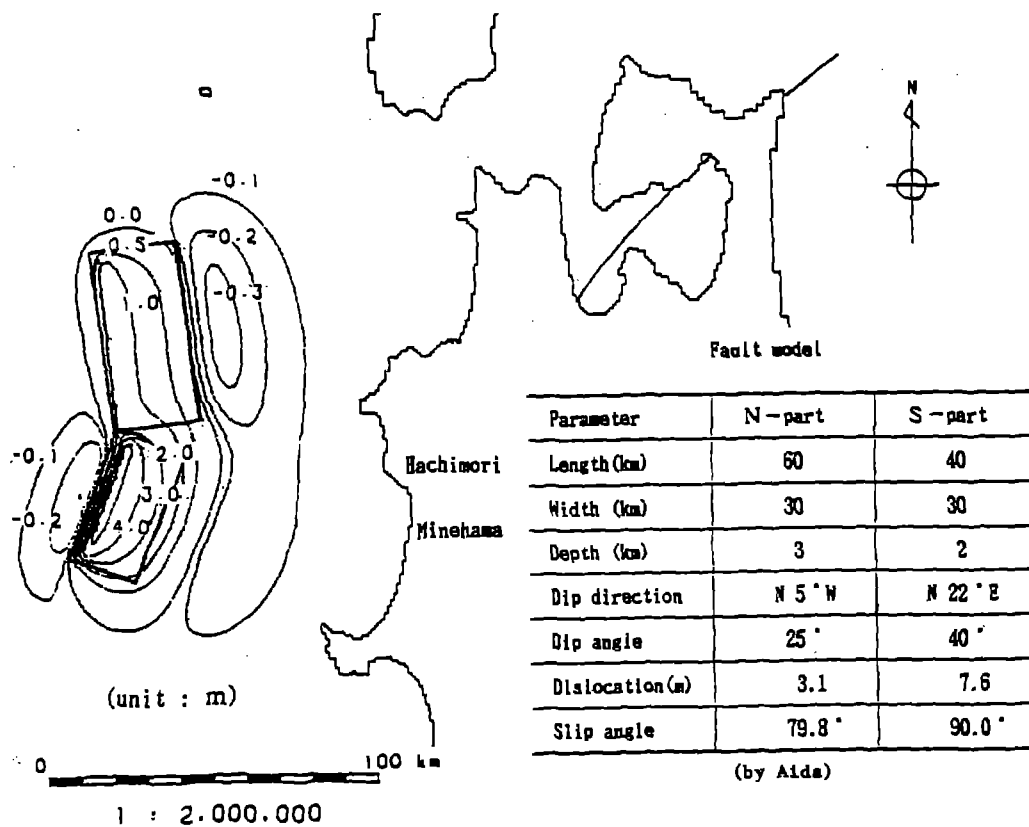 N
-0.1
0.0
-0.2
0.5
-0.3
1.0
Fault model
Parameter N-part S-part
Length(km) 60 40
Width (km) 30 30
Depth (km) 3 2
Dip direction N 5°W N 22°E
Dip angle 25° 40°
Dislocation(m) 3.1 7.6
Slip angle 79.8° 90.0°
(by Aida)
-0.1
2.0
Hachimori
3.0
-0.2
4.0
Minehama
(unit : m)
0 100 km
1 : 2.000.000